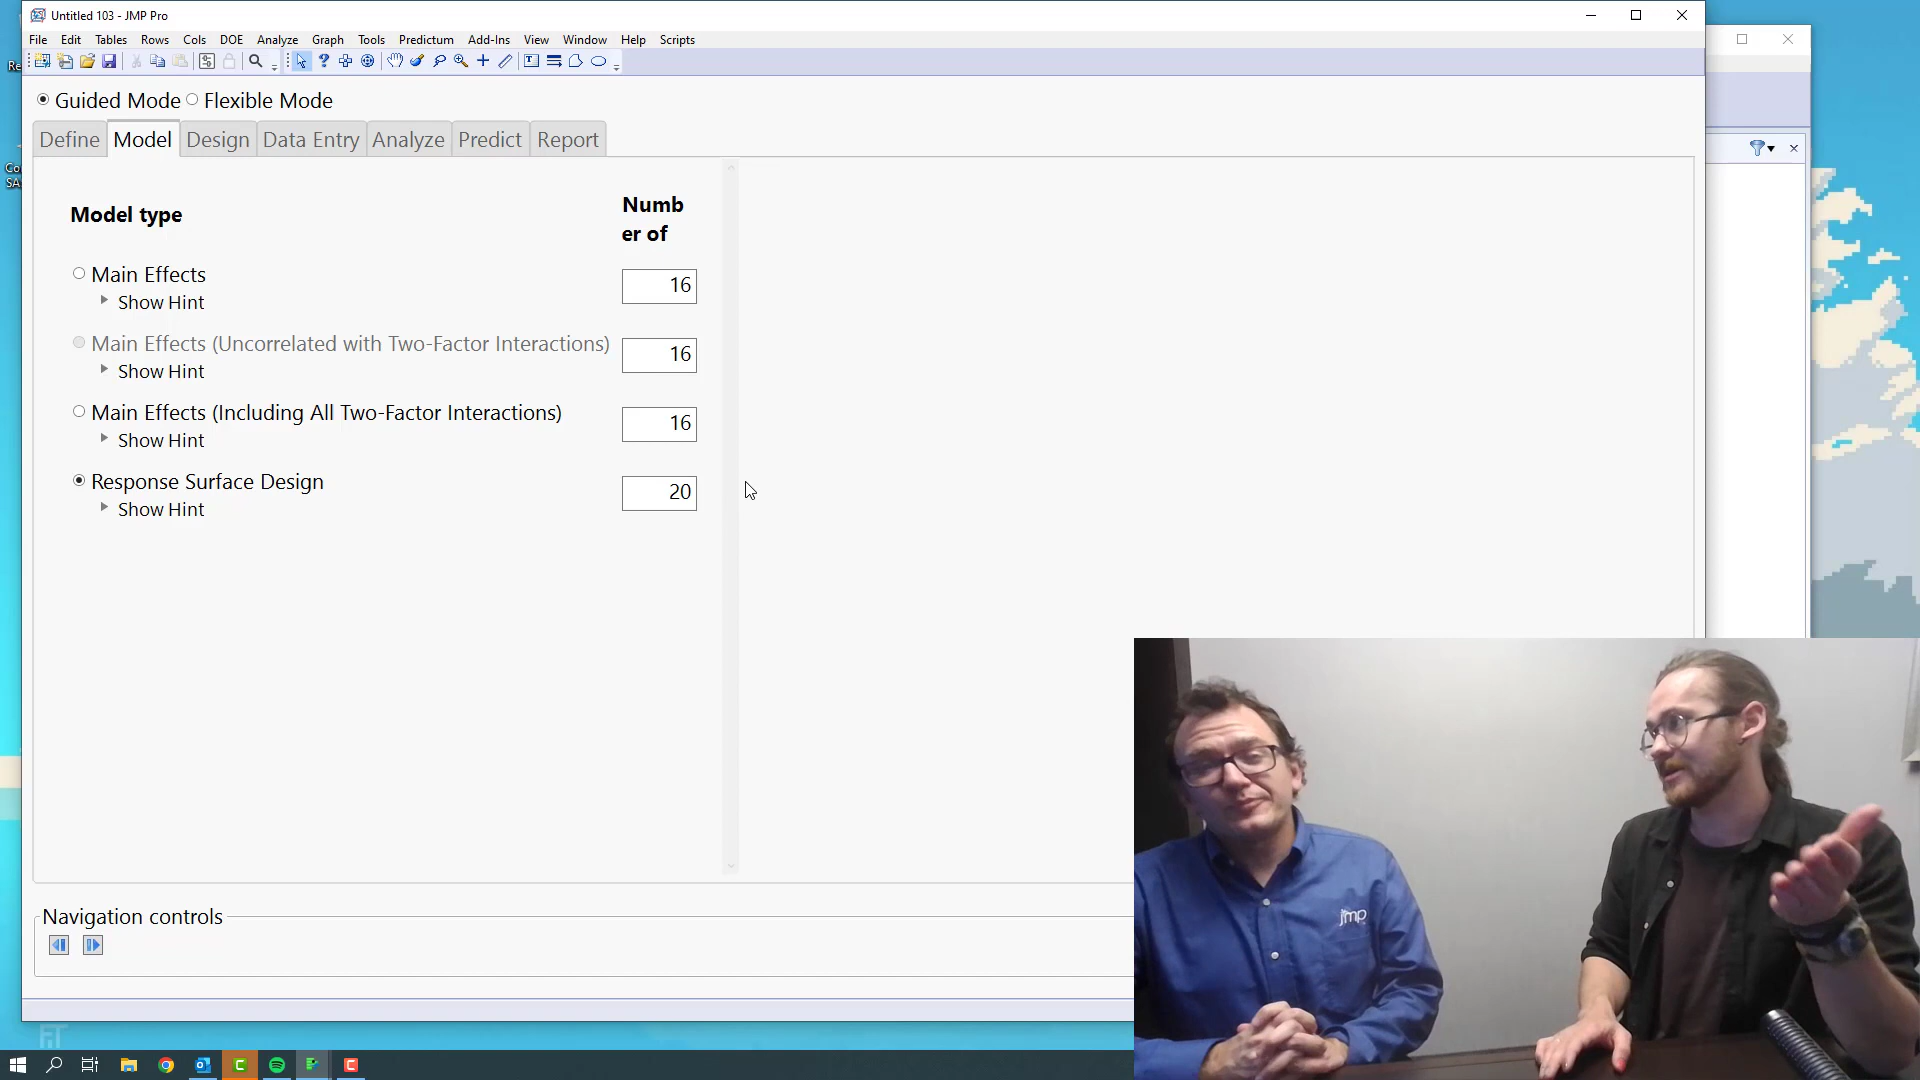 Untitled 103 - JMP Pro
File Edit Tables Rows Cols DOE Analyze Graph Tools Predictum Add-Ins View Window Help Scripts
Guided Mode Flexible Mode
Define Model Design Data Entry Analyze Predict Report
Model type
Numb
er of
Main Effects
16
Show Hint
Main Effects (Uncorrelated with Two-Factor Interactions)
16
Show Hint
Main Effects (Including All Two-Factor Interactions)
16
Show Hint
Response Surface Design
20
Show Hint
Navigation controls
Re
Co
SA
jmp